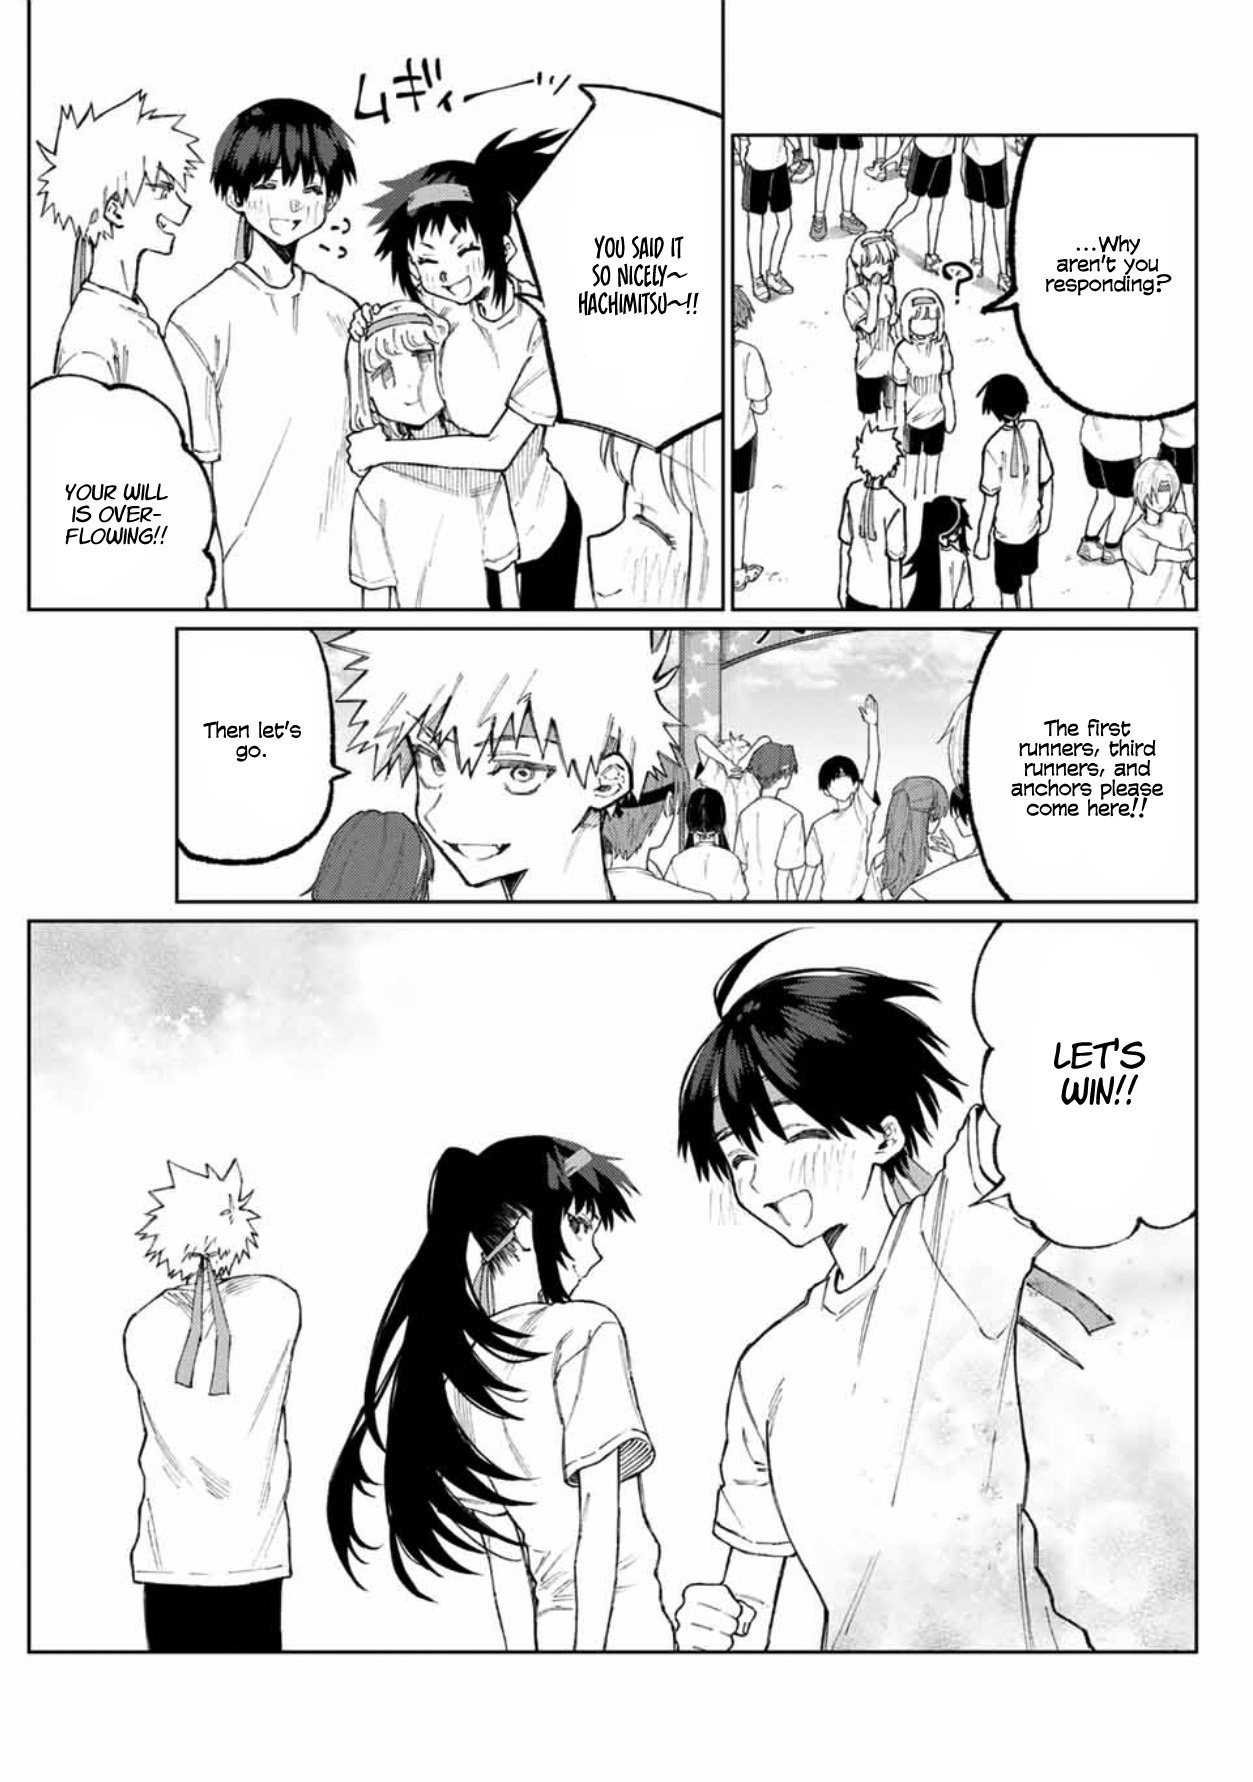 ...Why
aren't you
responding?
?
ムギィーッ
YOU SAID IT
SO NICELY~
HACHIMITSU~!!
YOUR WILL
IS OVER-
FLOWING!!
The first
runners, third
runners, and
anchors please
come here!!
Then let's
go.
LET'S
WIN!!